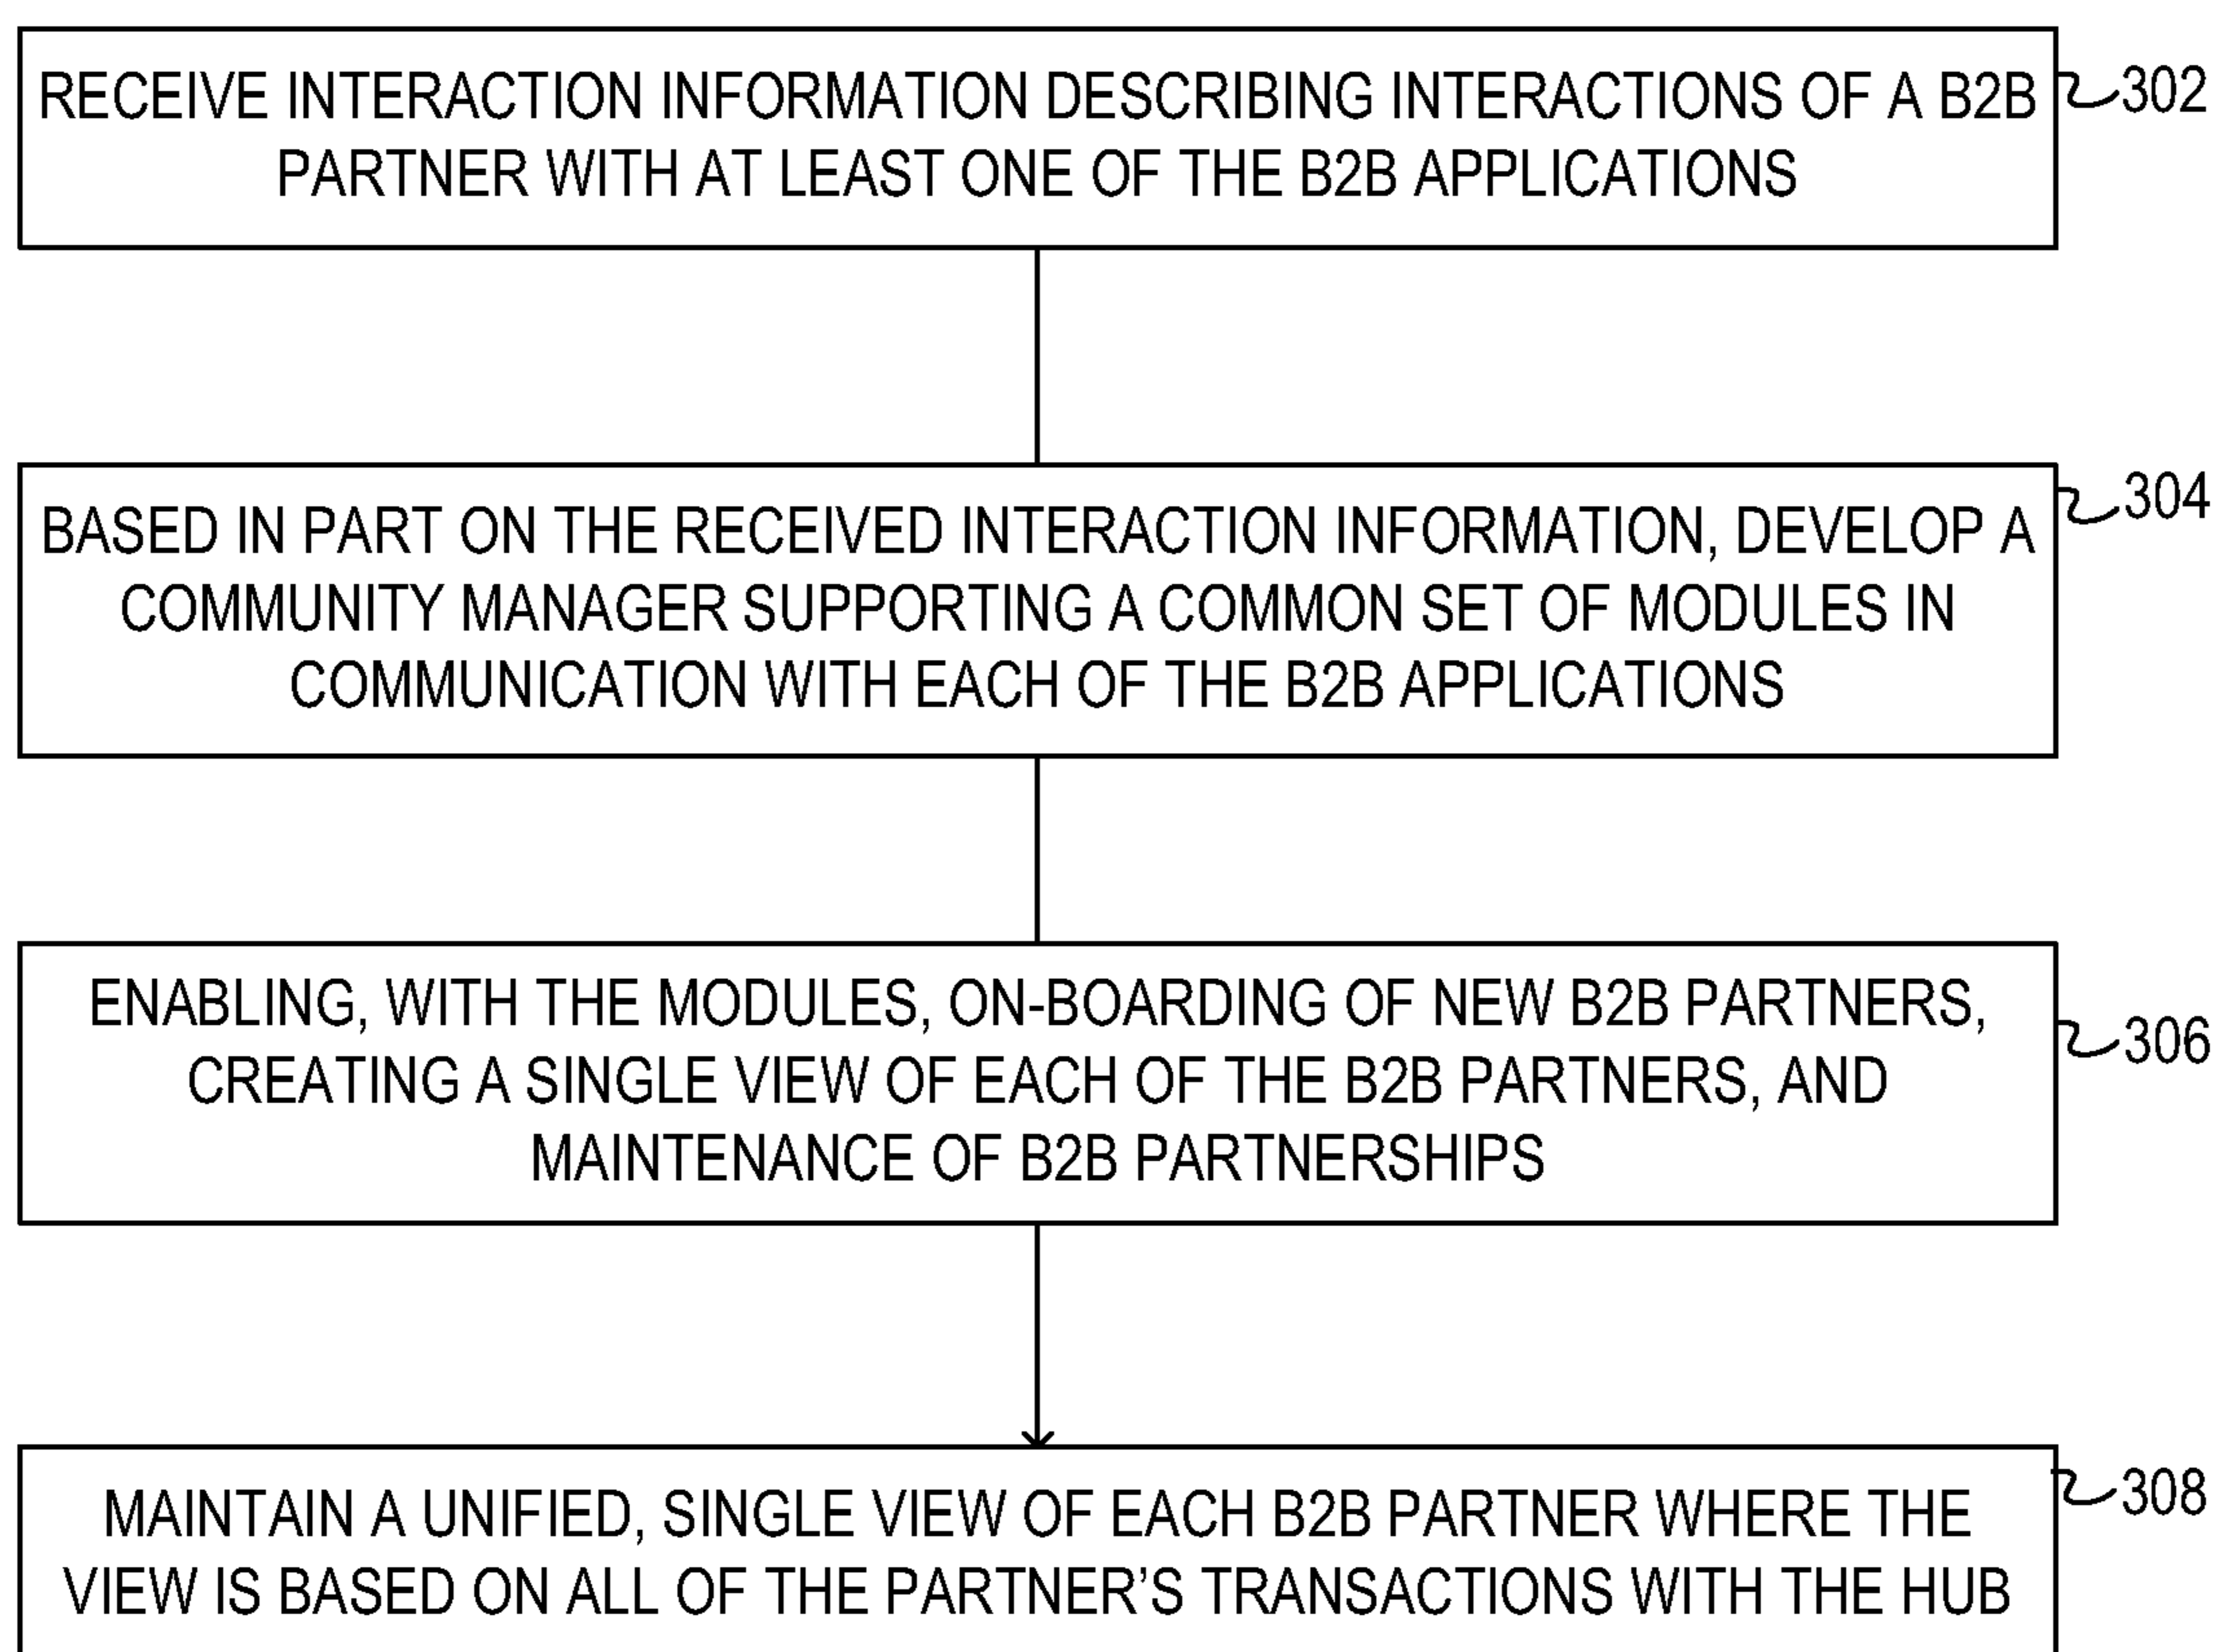 RECEIVE INTERACTION INFORMATION DESCRIBING INTERACTIONS OF A B2B
PARTNER WITH AT LEAST ONE OF THE B2B APPLICATIONS
302
BASED IN PART ON THE RECEIVED INTERACTION INFORMATION, DEVELOP A
COMMUNITY MANAGER SUPPORTING A COMMON SET OF MODULES IN
COMMUNICATION WITH EACH OF THE B2B APPLICATIONS
304
ENABLING, WITH THE MODULES, ON-BOARDING OF NEW B2B PARTNERS,
CREATING A SINGLE VIEW OF EACH OF THE B2B PARTNERS, AND
MAINTENANCE OF B2B PARTNERSHIPS
306
MAINTAIN A UNIFIED, SINGLE VIEW OF EACH B2B PARTNER WHERE THE
VIEW IS BASED ON ALL OF THE PARTNER’S TRANSACTIONS WITH THE HUB
308